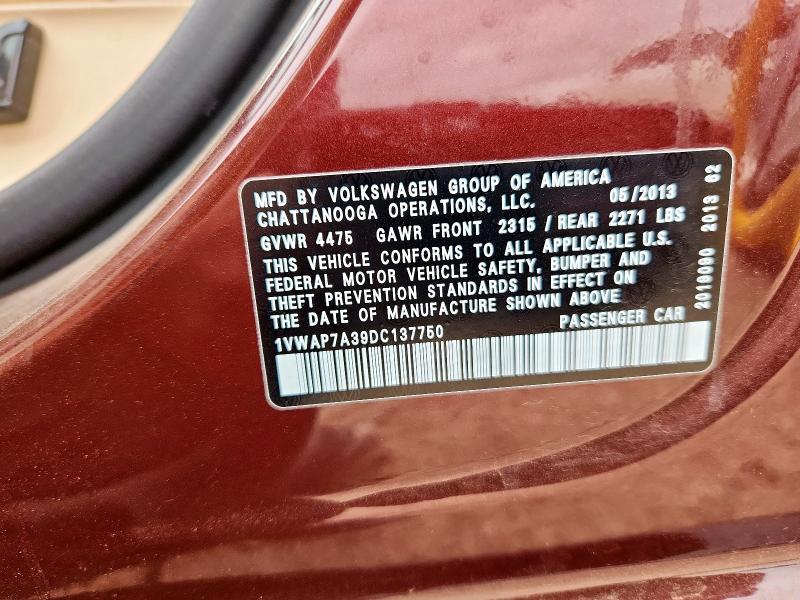 MFD BY VOLKSWAGEN GROUP OF AMERICA
CHATTANOOGA OPERATIONS, LLC. 05/2013
GVWR 4475 GAWR FRONT 2315 / REAR 2271 LBS
THIS VEHICLE CONFORMS TO ALL APPLICABLE U.S.
FEDERAL MOTOR VEHICLE SAFETY, BUMPER AND
THEFT PREVENTION STANDARDS IN EFFECT ON
THE DATE OF MANUFACTURE SHOWN ABOVE
1VWAP7A39DC137750 PASSENGER CAR
2019090 2013 62